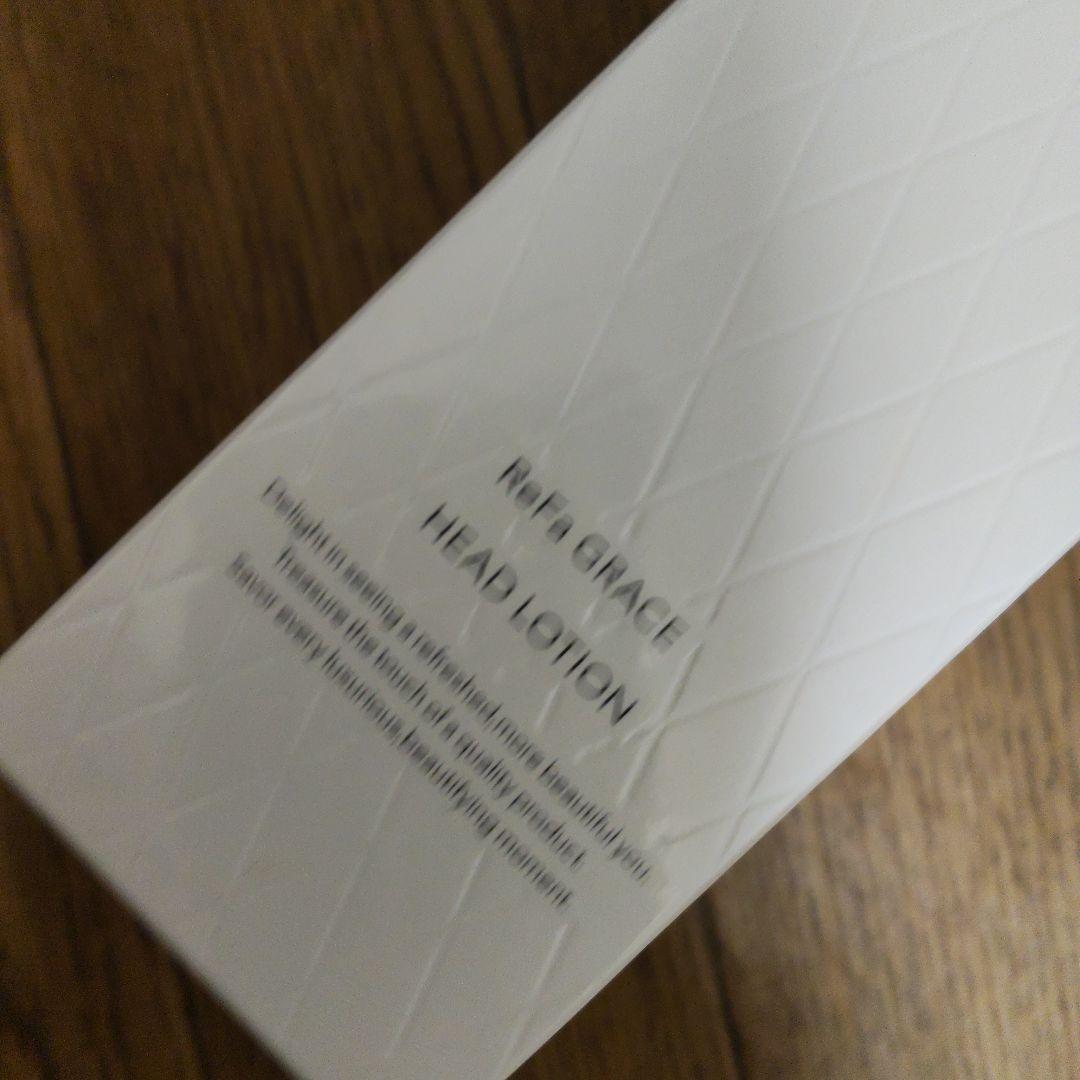 ReFa GRACE
HEAD LOTION
Delight in seeing a refreshed, more beautiful you.
Treasure the touch of a quality product.
Savor every luxurious, beautifying moment.